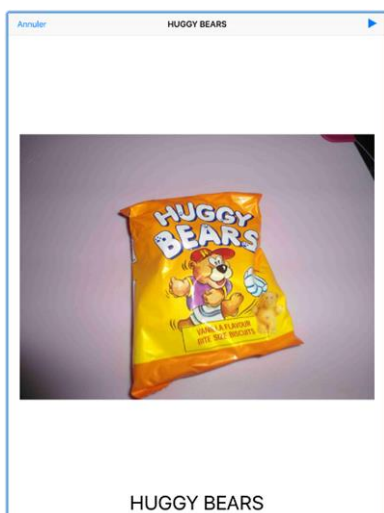 Annuler HUGGY BEARS
HUGGY
BEARS
VANILLA FLAVOUR
BITE SIZE BISCUITS
HUGGY BEARS